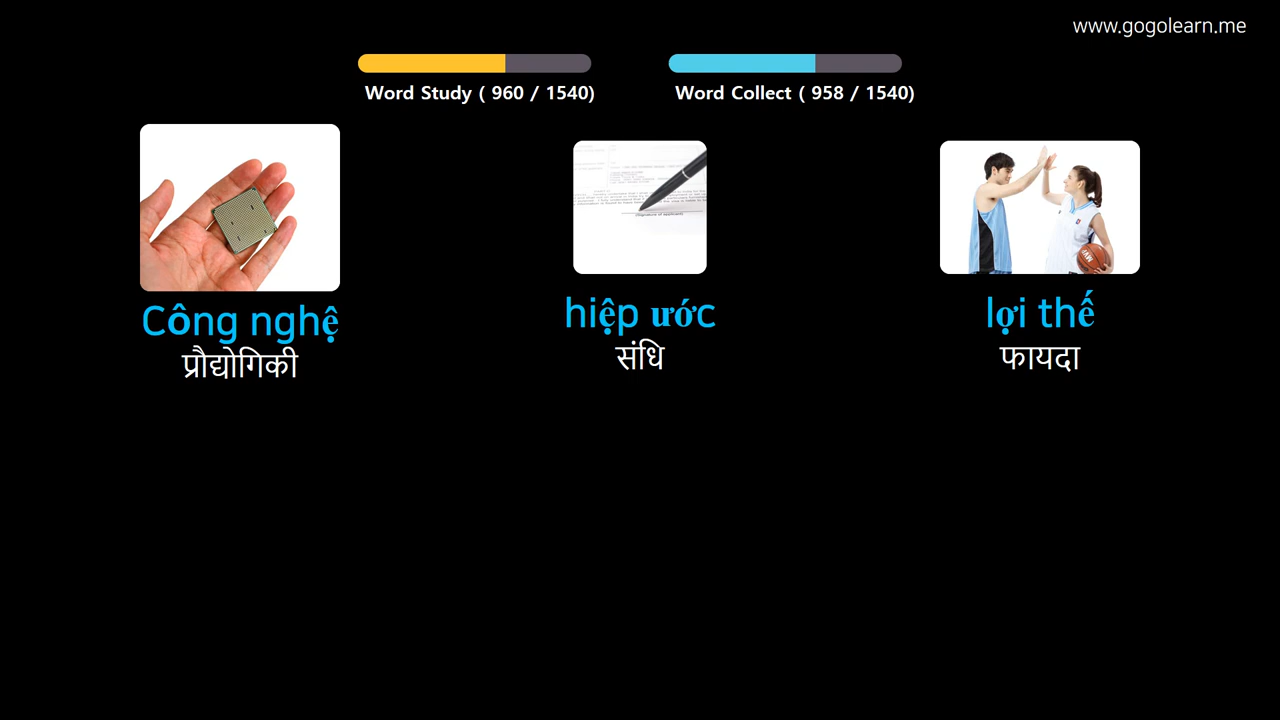 www.gogolearn.me
Word Study ( 960 / 1540)
Word Collect ( 958 / 1540)
Công nghệ
प्रौद्योगिकी
hiệp ước
संधि
lợi thế
फायदा